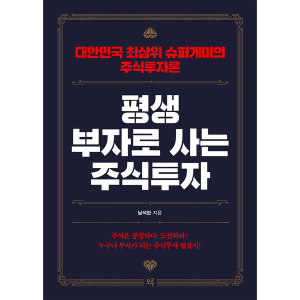 대한민국 최상위 슈퍼개미의
주식투자론
평생
부자로 사는
주식투자
남석관 지음
주식은 공평하다. 도전하라!
누구나 부자가 되는 주식투자 필살기!
모루